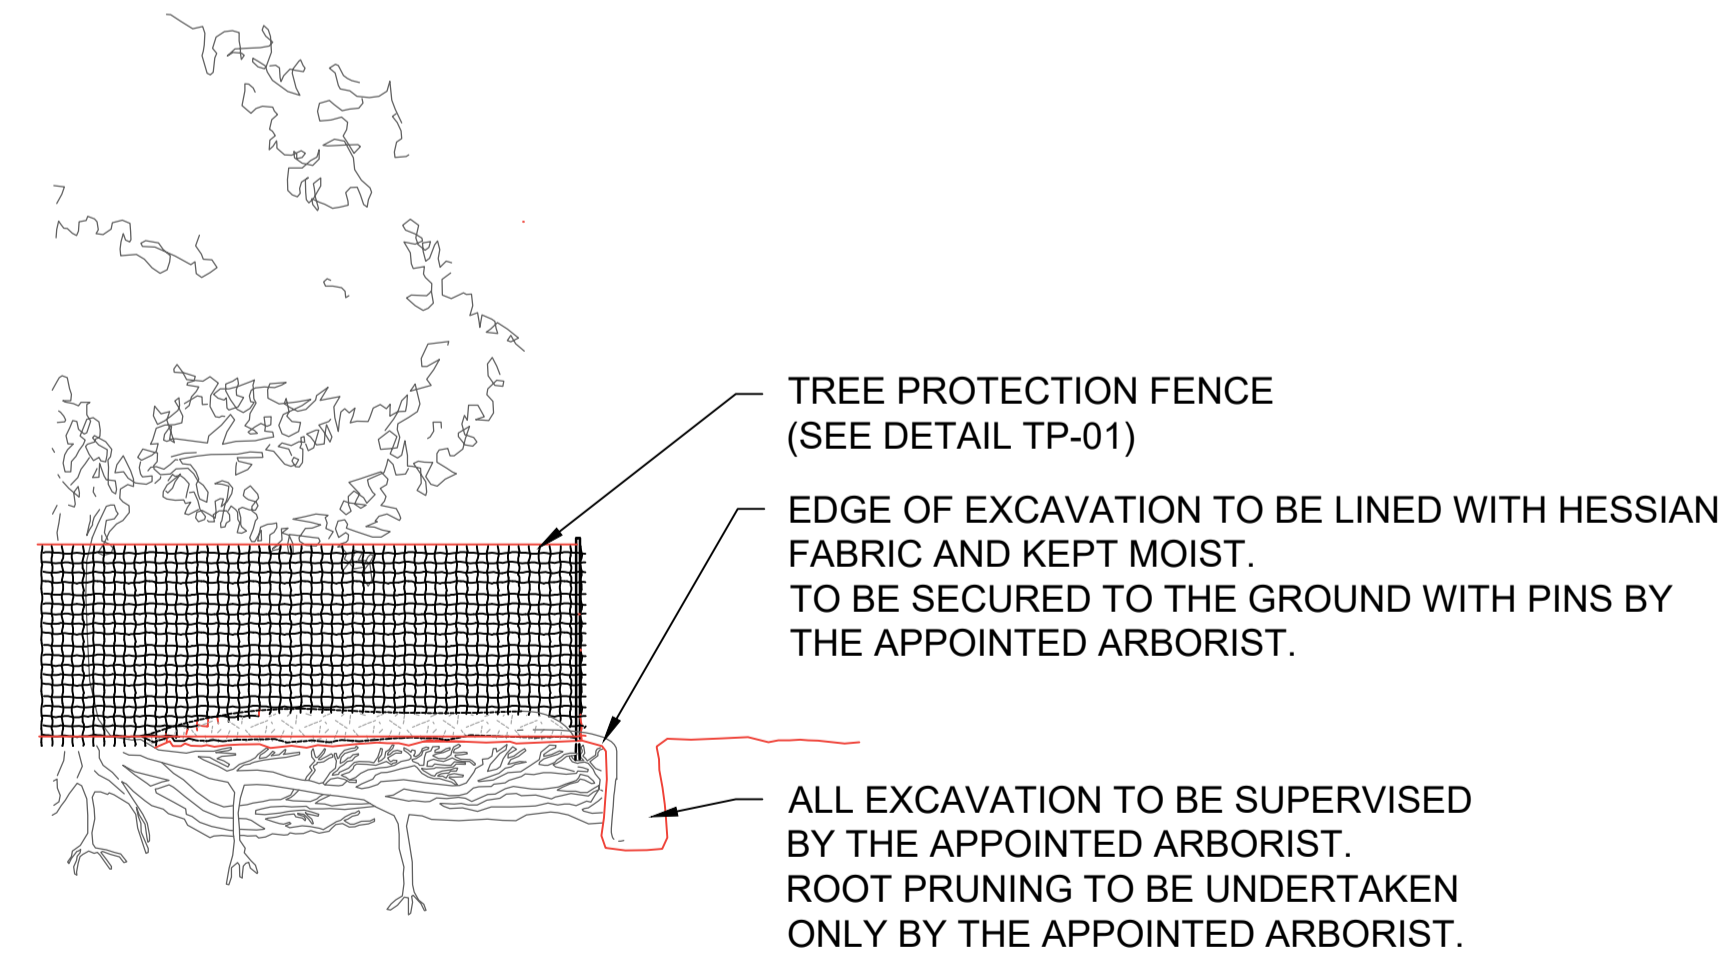 TREE PROTECTION FENCE
(SEE DETAIL TP-01)
EDGE OF EXCAVATION TO BE LINED WITH HESSIAN
FABRIC AND KEPT MOIST.
TO BE SECURED TO THE GROUND WITH PINS BY
THE APPOINTED ARBORIST.
ALL EXCAVATION TO BE SUPERVISED
BY THE APPOINTED ARBORIST.
ROOT PRUNING TO BE UNDERTAKEN
ONLY BY THE APPOINTED ARBORIST.